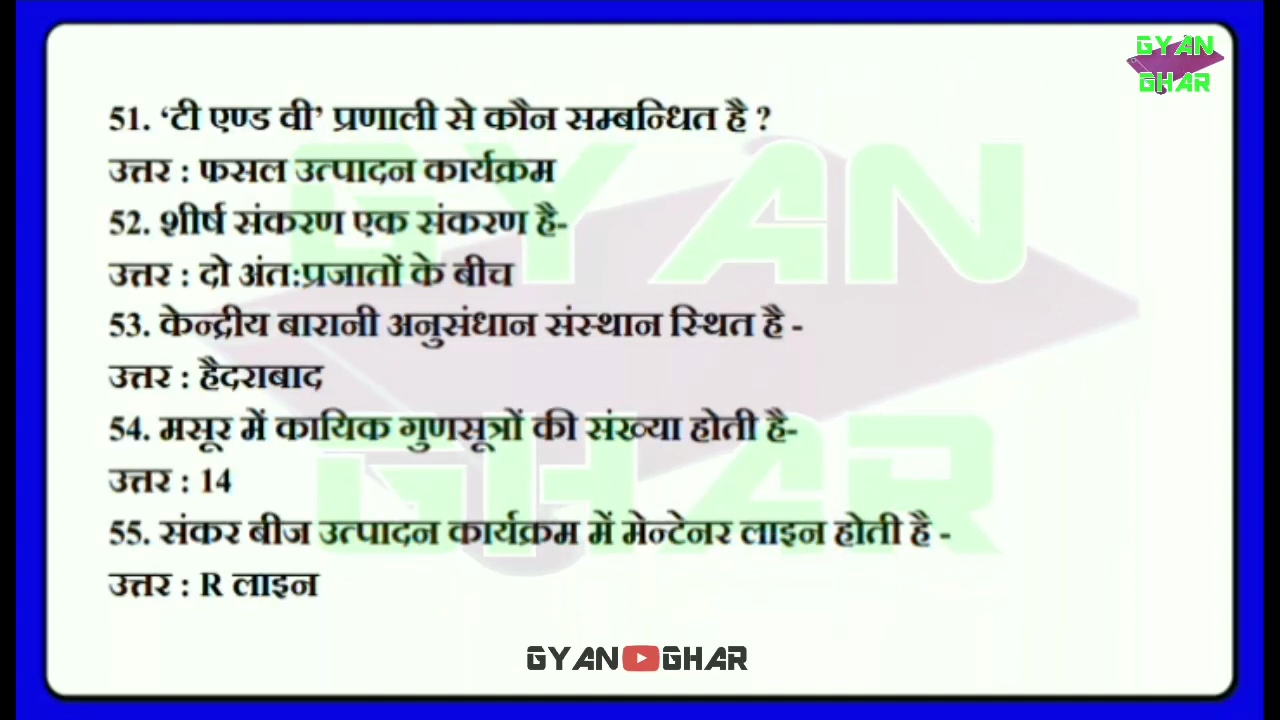 GYAN
GHAR
51. ‘टी एण्ड वी’ प्रणाली से कौन सम्बन्धित है ?
उत्तर : फसल उत्पादन कार्यक्रम
52. शीर्ष संकरण एक संकरण है-
उत्तर : दो अंत:प्रजातों के बीच
53. केन्द्रीय बारानी अनुसंधान संस्थान स्थित है -
उत्तर : हैदराबाद
54. मसूर में कायिक गुणसूत्रों की संख्या होती है-
उत्तर : 14
55. संकर बीज उत्पादन कार्यक्रम में मेन्टेनर लाइन होती है -
उत्तर : R लाइन
GYAN GHAR
GYAN
GHAR